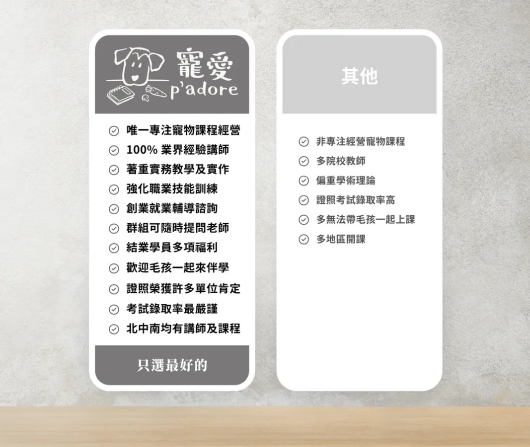 寵愛
p'adore
唯一專注寵物課程經營
100% 業界經驗講師
著重實務教學及實作
強化職業技能訓練
創業就業輔導諮詢
群組可隨時提問老師
結業學員多項福利
歡迎毛孩一起來伴學
證照榮獲許多單位肯定
考試錄取率最嚴謹
北中南均有講師及課程
只選最好的
其他
非專注經營寵物課程
多院校教師
偏重學術理論
證照考試錄取率高
多無法帶毛孩一起上課
多地區開課